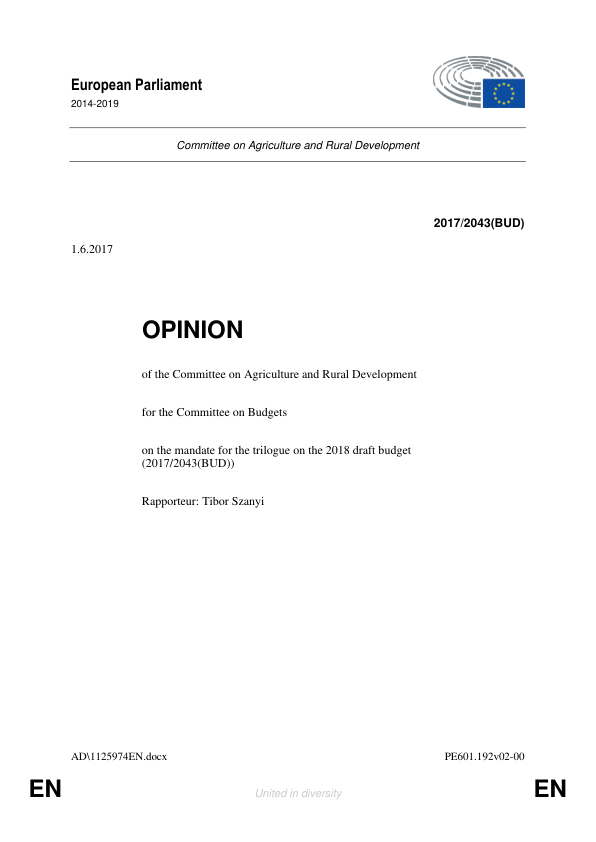 European Parliament
2014-2019
Committee on Agriculture and Rural Development
2017/2043(BUD)
1.6.2017
OPINION
of the Committee on Agriculture and Rural Development
for the Committee on Budgets
on the mandate for the trilogue on the 2018 draft budget
(2017/2043(BUD))
Rapporteur: Tibor Szanyi
AD\1125974EN.docx PE601.192v02-00
EN United in diversity EN